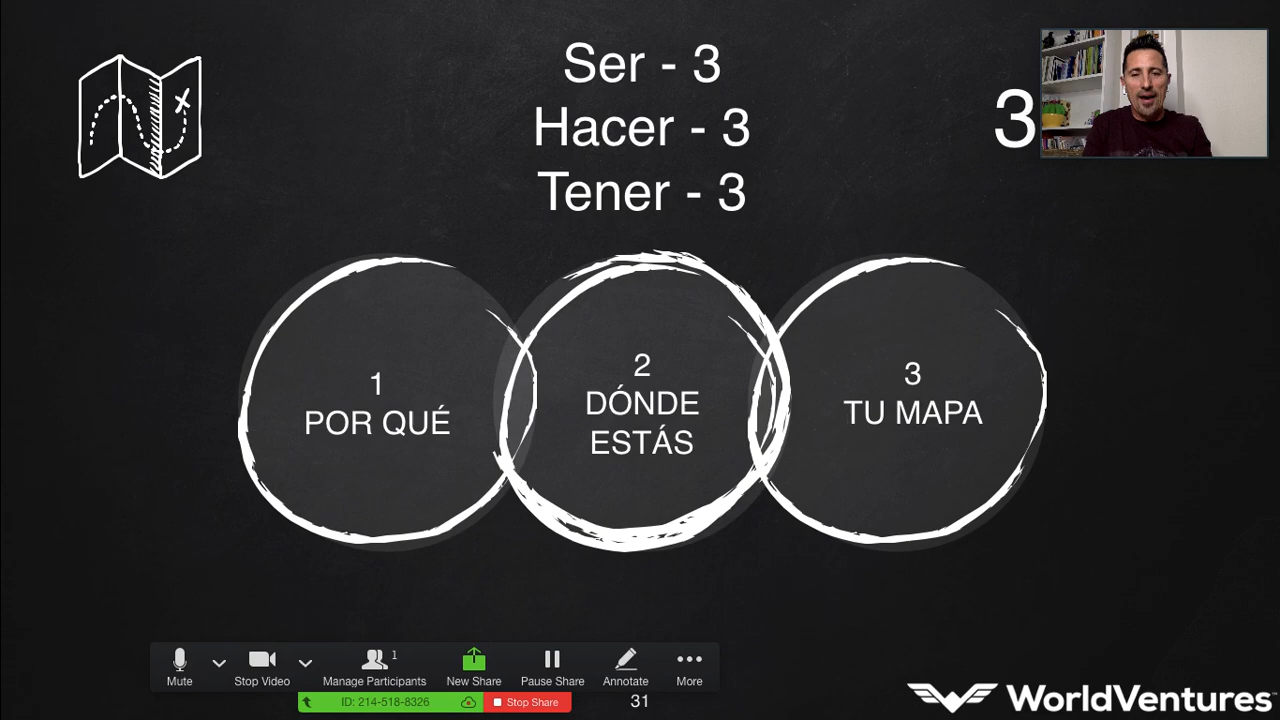 Ser - 3
Hacer - 3
Tener - 3
3
1
POR QUÉ
2
DÓNDE
ESTÁS
3
TU MAPA
1
Mute
Stop Video
Manage Participants
New Share
Pause Share
Annotate
More
ID: 214-518-8326
Stop Share
31
WorldVentures